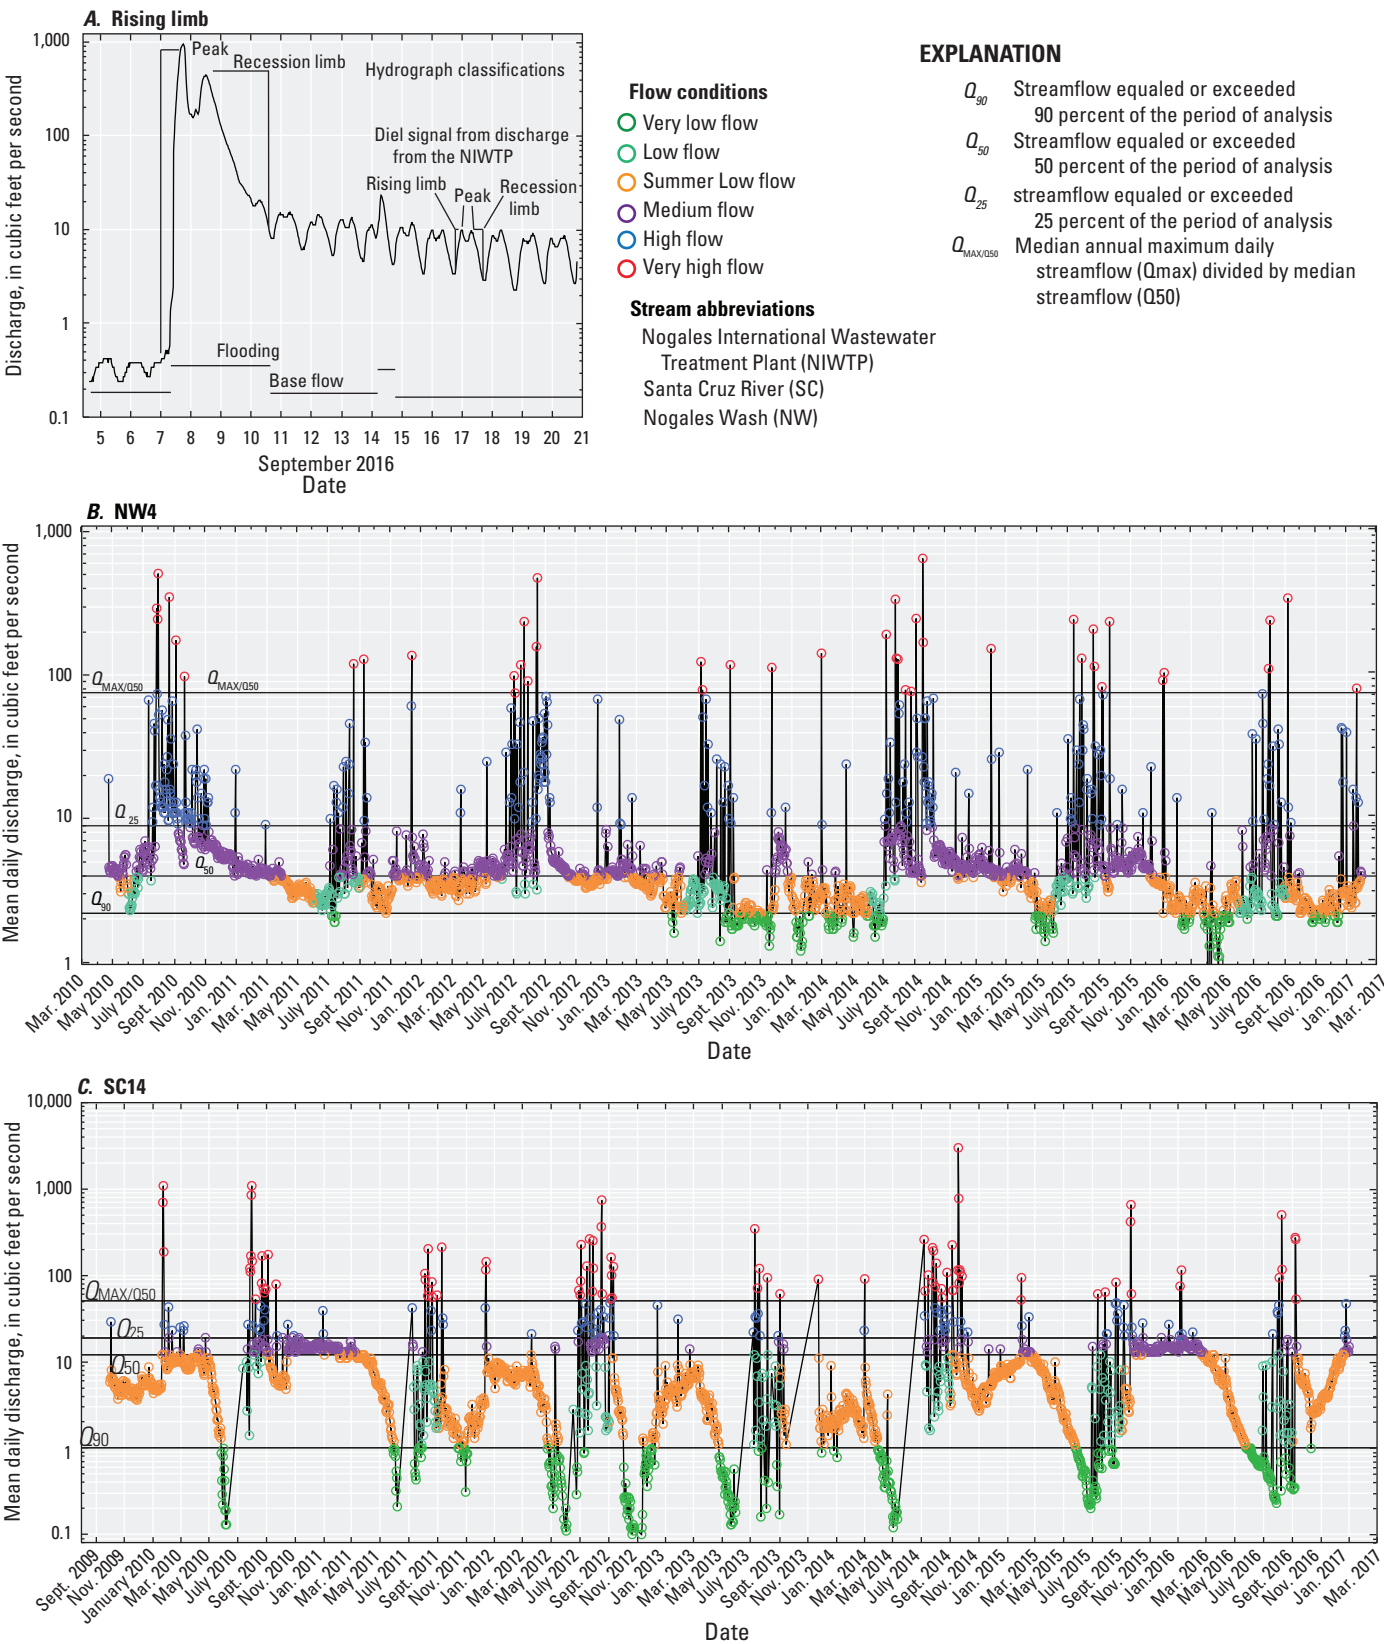 A. Rising limb
1,000
100
10
1
0.1
Discharge, in cubic feet per second
Peak
Recession limb
Hydrograph classifications
Diel signal from discharge
from the NIWTP
Rising limb
Peak
Recession
limb
Flooding
Base flow
5 6 7 8 9 10 11 12 13 14 15 16 17 18 19 20 21
September 2016
Date
Flow conditions
Very low flow
Low flow
Summer Low flow
Medium flow
High flow
Very high flow
Stream abbreviations
Nogales International Wastewater
Treatment Plant (NIWTP)
Santa Cruz River (SC)
Nogales Wash (NW)
EXPLANATION
Q90 Streamflow equaled or exceeded
90 percent of the period of analysis
Q50 Streamflow equaled or exceeded
50 percent of the period of analysis
Q25 streamflow equaled or exceeded
25 percent of the period of analysis
QMAX/Q50 Median annual maximum daily
streamflow (Qmax) divided by median
streamflow (Q50)
B. NW4
1,000
100
10
1
Mean daily discharge, in cubic feet per second
QMAX/Q50
QMAX/Q50
Q25
Q50
Q90
Mar. 2010 May 2010 July 2010 Sept. 2010 Nov. 2010 Jan. 2011 Mar. 2011 May 2011 July 2011 Sept. 2011 Nov. 2011 Jan. 2012 Mar. 2012 May 2012 July 2012 Sept. 2012 Nov. 2012 Jan. 2013 Mar. 2013 May 2013 July 2013 Sept. 2013 Nov. 2013 Jan. 2014 Mar. 2014 May 2014 July 2014 Sept. 2014 Nov. 2014 Jan. 2015 Mar. 2015 May 2015 July 2015 Sept. 2015 Nov. 2015 Jan. 2016 Mar. 2016 May 2016 July 2016 Sept. 2016 Nov. 2016 Jan. 2017 Mar. 2017
Date
C. SC14
10,000
1,000
100
10
1
0.1
Mean daily discharge, in cubic feet per second
QMAX/Q50
Q25
Q50
Q90
Sept. 2009 Nov. 2009 January 2010 Mar. 2010 May 2010 July 2010 Sept. 2010 Nov. 2010 Jan. 2011 Mar. 2011 May 2011 July 2011 Sept. 2011 Nov. 2011 Jan. 2012 Mar. 2012 May 2012 July 2012 Sept. 2012 Nov. 2012 Jan. 2013 Mar. 2013 May 2013 July 2013 Sept. 2013 Nov. 2013 Jan. 2014 Mar. 2014 May 2014 July 2014 Sept. 2014 Nov. 2014 Jan. 2015 Mar. 2015 May 2015 July 2015 Sept. 2015 Nov. 2015 Jan. 2016 Mar. 2016 May 2016 July 2016 Sept. 2016 Nov. 2016 Jan. 2017 Mar. 2017
Date